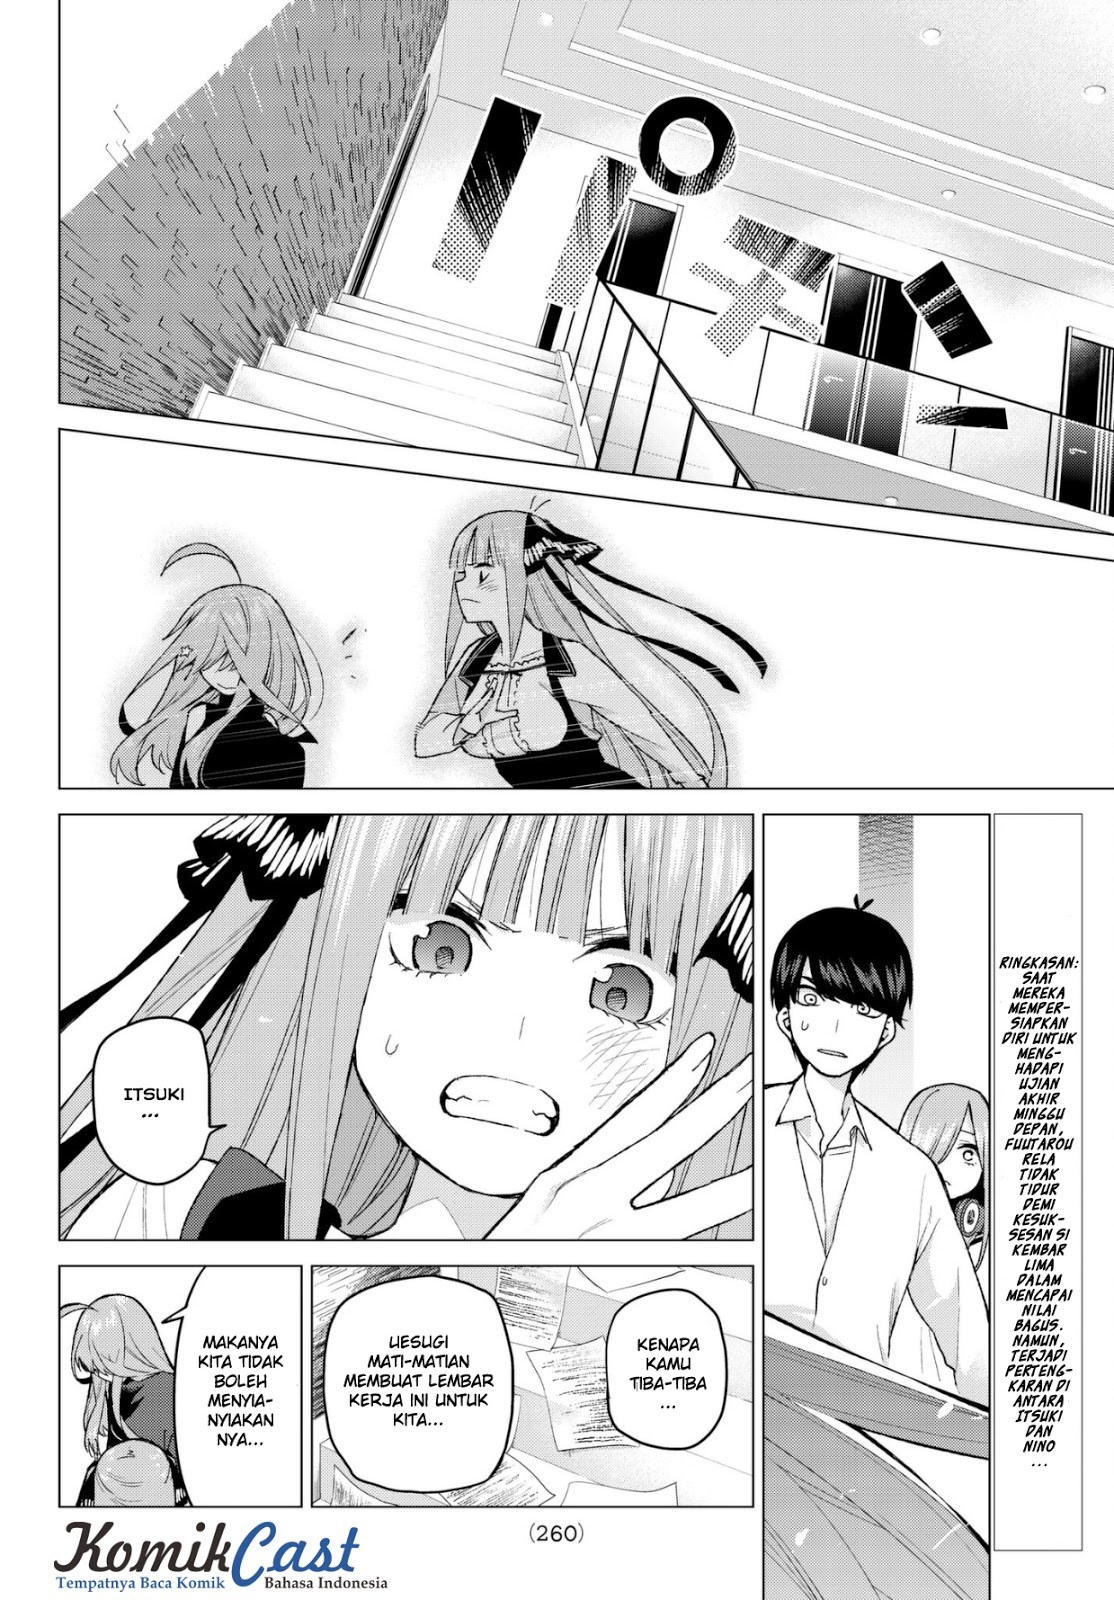 パチン
RINGKASAN:
SAAT
MEREKA
MEMPER-
SIAPKAN
DIRI UNTUK
MENG-
HADAPI
UJIAN
AKHIR
MINGGU
DEPAN,
FUUTAROU
RELA
TIDAK
TIDUR
DEMI
KESUK-
SESAN SI
KEMBAR
LIMA
DALAM
MENCAPAI
NILAI
BAGUS.
NAMUN,
TERJADI
PERTENG-
KARAN DI
ANTARA
ITSUKI
DAN
NINO
...
ITSUKI
...
KENAPA
KAMU
TIBA-TIBA
...
UESUGI
MATI-MATIAN
MEMBUAT LEMBAR
KERJA INI UNTUK
KITA...
MAKANYA
KITA TIDAK
BOLEH
MENYIA-
NYIAKAN
NYA...
(260)
KomikCast
Tempatnya Baca Komik Bahasa Indonesia